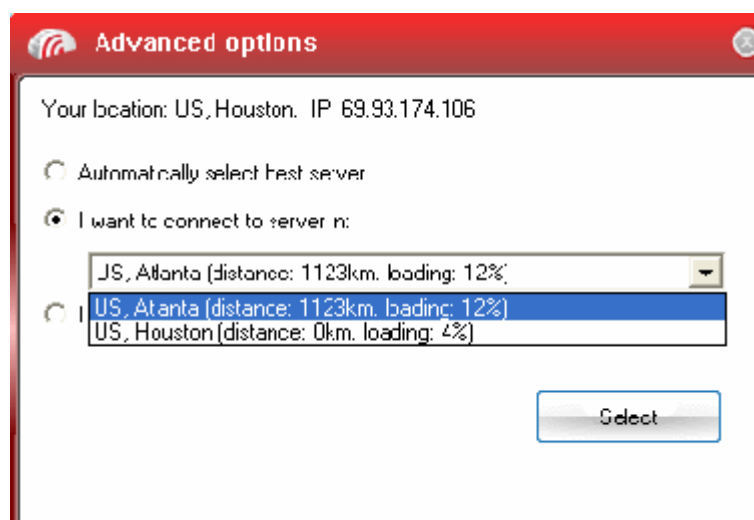 Advanced options
Your location: US, Houston. IP 69.93.174.106
Automatically select best server
I want to connect to server in:
US, Atlanta (distance: 1123km. loading: 12%)
US, Atlanta (distance: 1123km. loading: 12%)
I
US, Houston (distance: 0km. loading: 4%)
Select